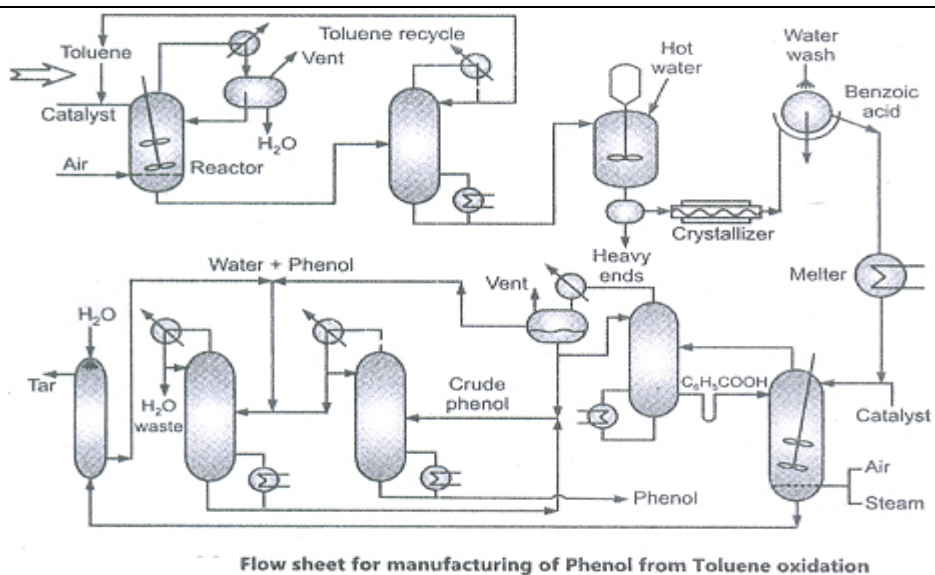 Toluene
Toluene recycle
Vent
Catalyst
H₂O
Air
Reactor
Hot
water
Water
wash
Benzoic
acid
Crystallizer
Heavy
ends
Melter
Water + Phenol
Vent
H₂O
Tar
H₂O
waste
Crude
phenol
C₆H₅COOH
Catalyst
Air
Steam
Phenol
Flow sheet for manufacturing of Phenol from Toluene oxidation